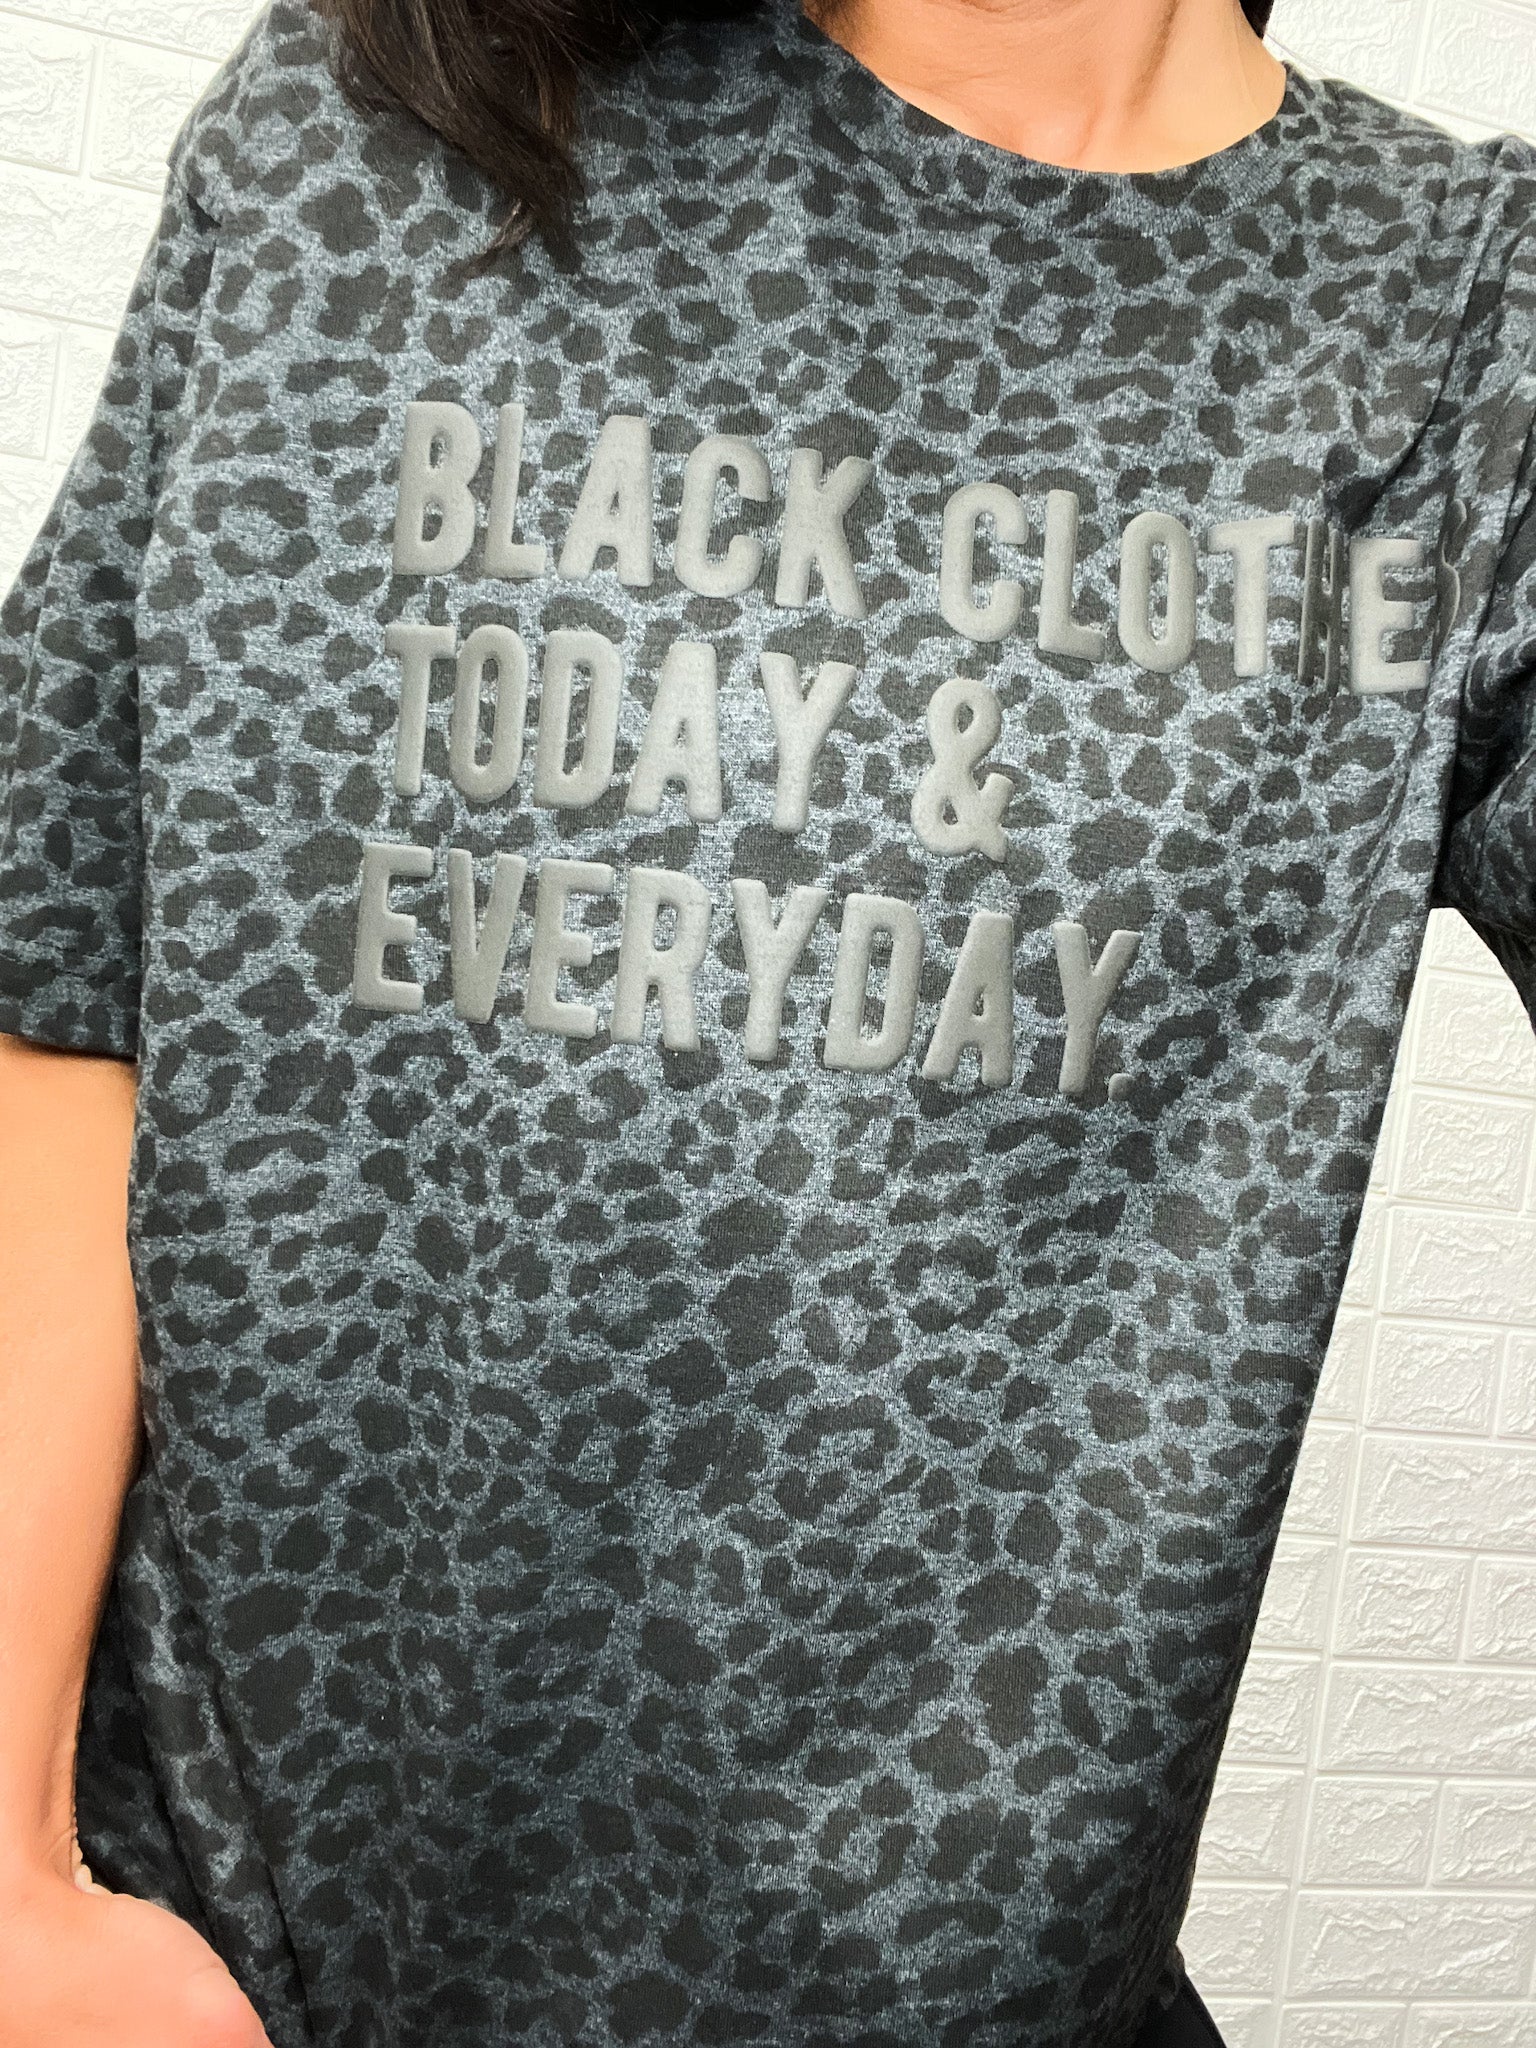 BLACK CLOTHES
TODAY &
EVERYDAY.